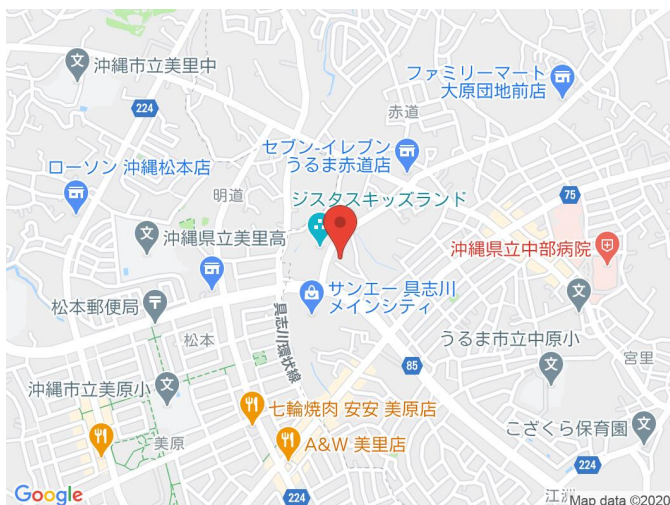 沖縄市立美里中
ファミリーマート
大原団地前店
224
赤道
セブン-イレブン
うるま赤道店
ローソン 沖縄松本店
明道
75
ジスタスキッズランド
沖縄県立美里高
沖縄県立中部病院
サンエー 具志川
メインシティ
松本郵便局
松本
具志川環状線
うるま市立中原小
宮里
85
沖縄市立美原小
七輪焼肉 安安 美原店
美原
A&W 美里店
こざくら保育園
224
224
江洲
Google
Map data ©2020